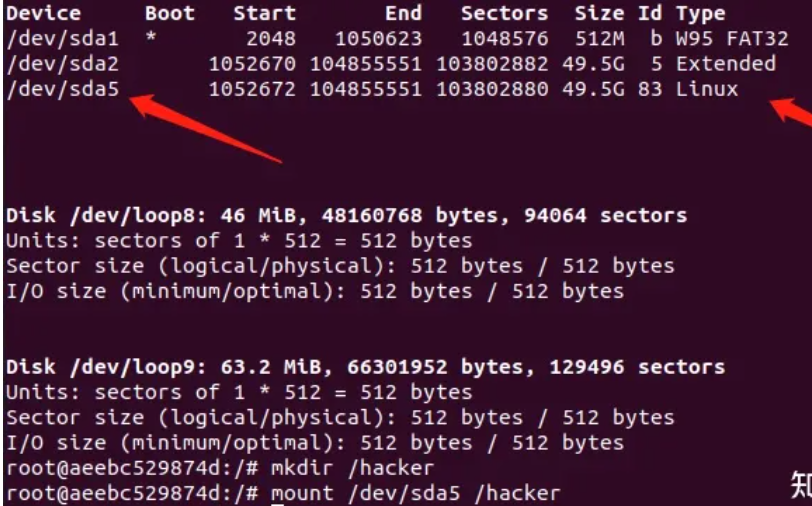 Device     Boot   Start       End   Sectors  Size Id Type
/dev/sda1  *       2048   1050623   1048576  512M  b W95 FAT32
/dev/sda2       1052670 104855551 103802882 49.5G  5 Extended
/dev/sda5       1052672 104855551 103802880 49.5G 83 Linux
Disk /dev/loop8: 46 MiB, 48160768 bytes, 94064 sectors
Units: sectors of 1 * 512 = 512 bytes
Sector size (logical/physical): 512 bytes / 512 bytes
I/O size (minimum/optimal): 512 bytes / 512 bytes
Disk /dev/loop9: 63.2 MiB, 66301952 bytes, 129496 sectors
Units: sectors of 1 * 512 = 512 bytes
Sector size (logical/physical): 512 bytes / 512 bytes
I/O size (minimum/optimal): 512 bytes / 512 bytes
root@aeebc529874d:/# mkdir /hacker
root@aeebc529874d:/# mount /dev/sda5 /hacker
知